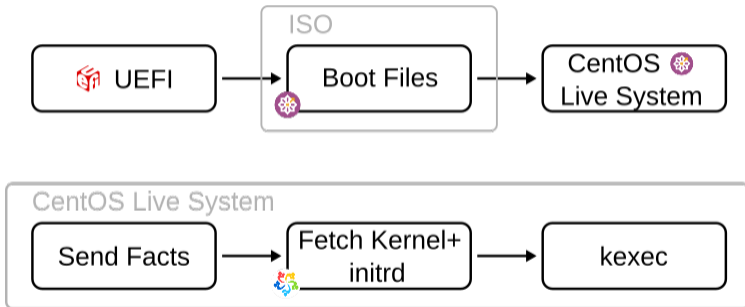 ISO
UEFI
Boot Files
CentOS
Live System
CentOS Live System
Send Facts
Fetch Kernel+
initrd
kexec